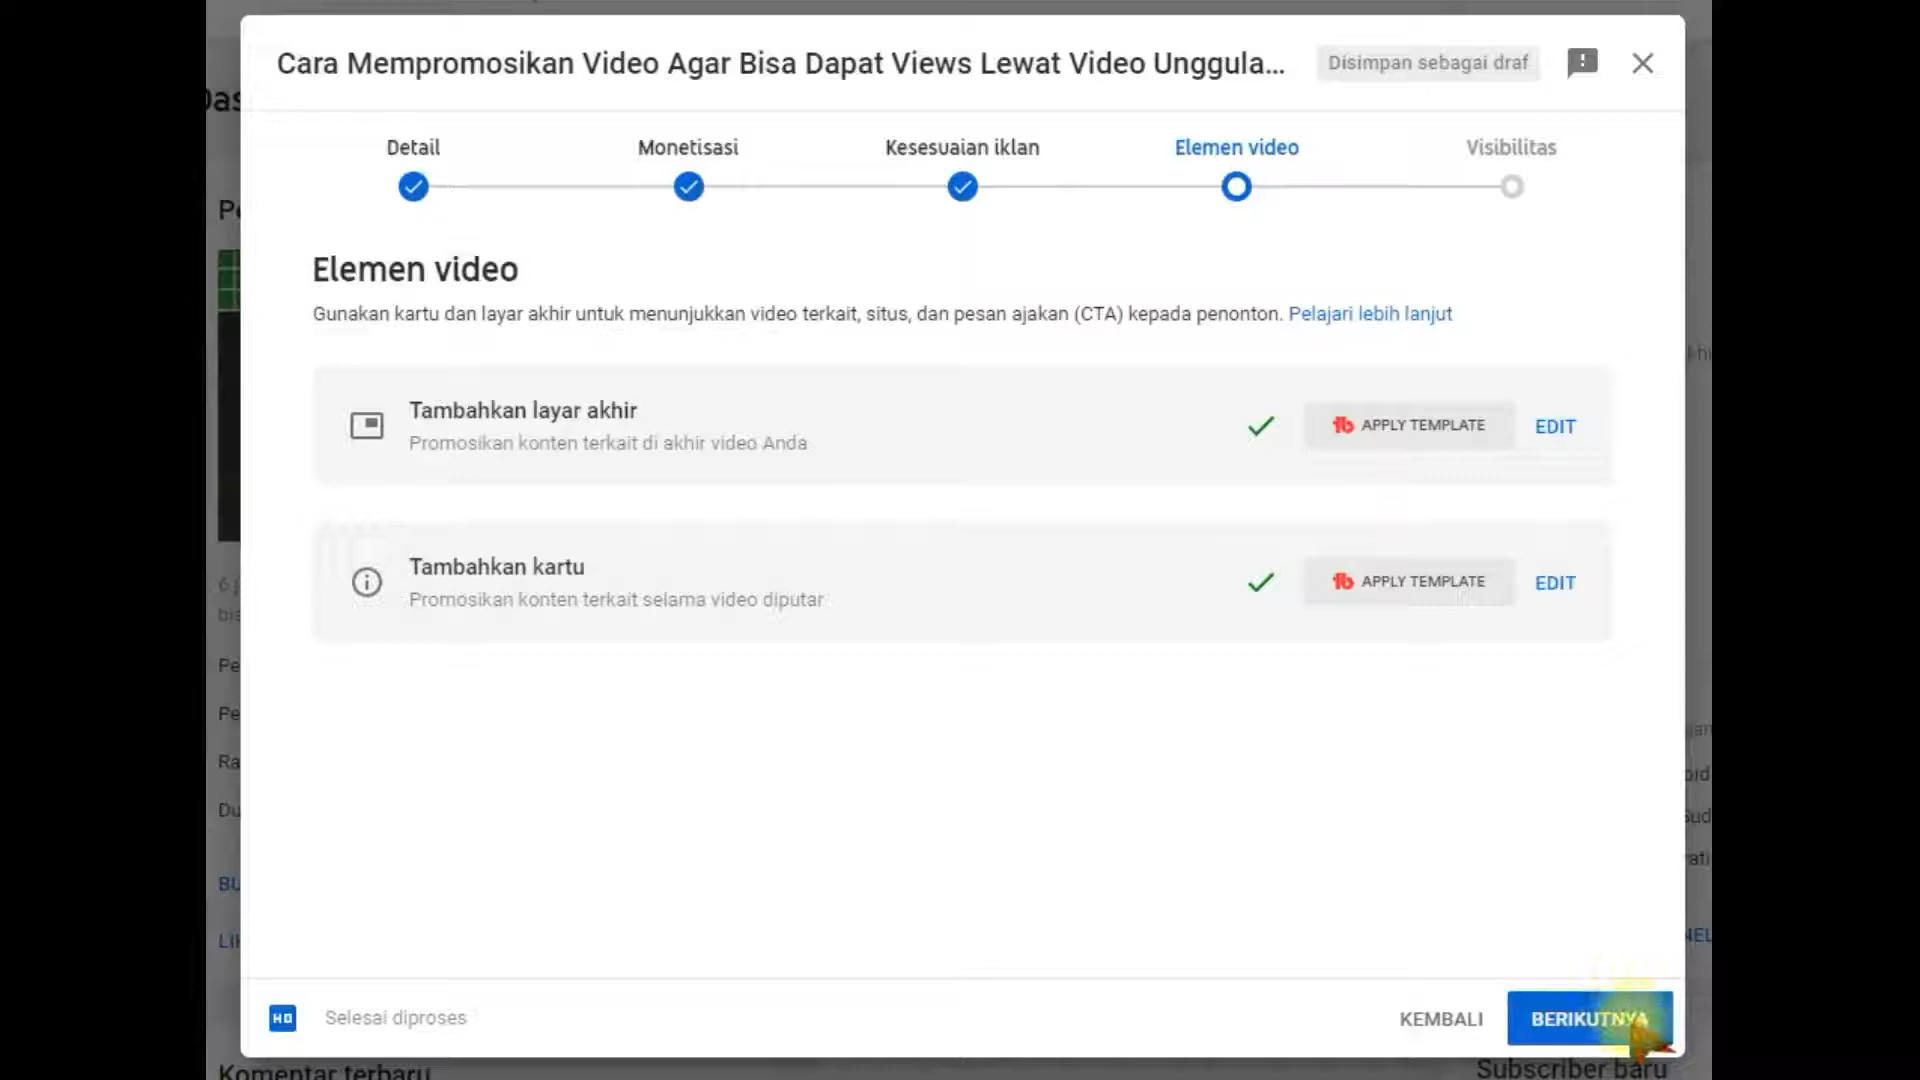 Cara Mempromosikan Video Agar Bisa Dapat Views Lewat Video Unggula...
Disimpan sebagai draf
Detail
Monetisasi
Kesesuaian iklan
Elemen video
Visibilitas
Elemen video
Gunakan kartu dan layar akhir untuk menunjukkan video terkait, situs, dan pesan ajakan (CTA) kepada penonton. Pelajari lebih lanjut
Tambahkan layar akhir
Promosikan konten terkait di akhir video Anda
APPLY TEMPLATE
EDIT
Tambahkan kartu
Promosikan konten terkait selama video diputar
APPLY TEMPLATE
EDIT
HD
Selesai diproses
KEMBALI
BERIKUTNYA
Komentar terbaru
Subscriber baru